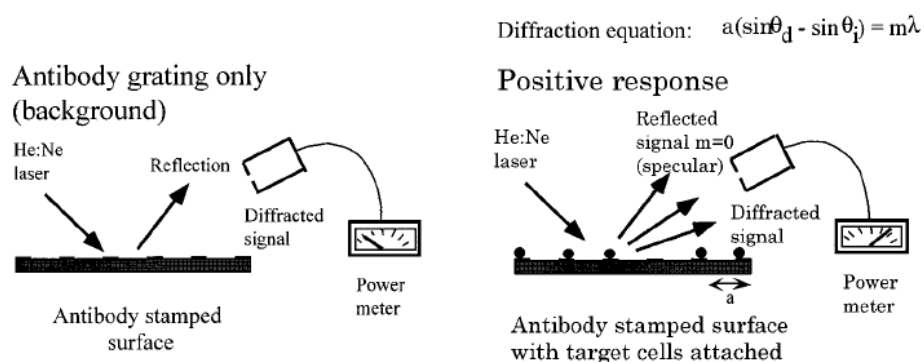 Diffraction equation: a(sinθd - sinθi) = mλ
Antibody grating only
(background)
He:Ne
laser
Reflection
Diffracted
signal
Power
meter
Antibody stamped
surface
Positive response
He:Ne
laser
Reflected
signal m=0
(specular)
Diffracted
signal
a
Power
meter
Antibody stamped surface
with target cells attached